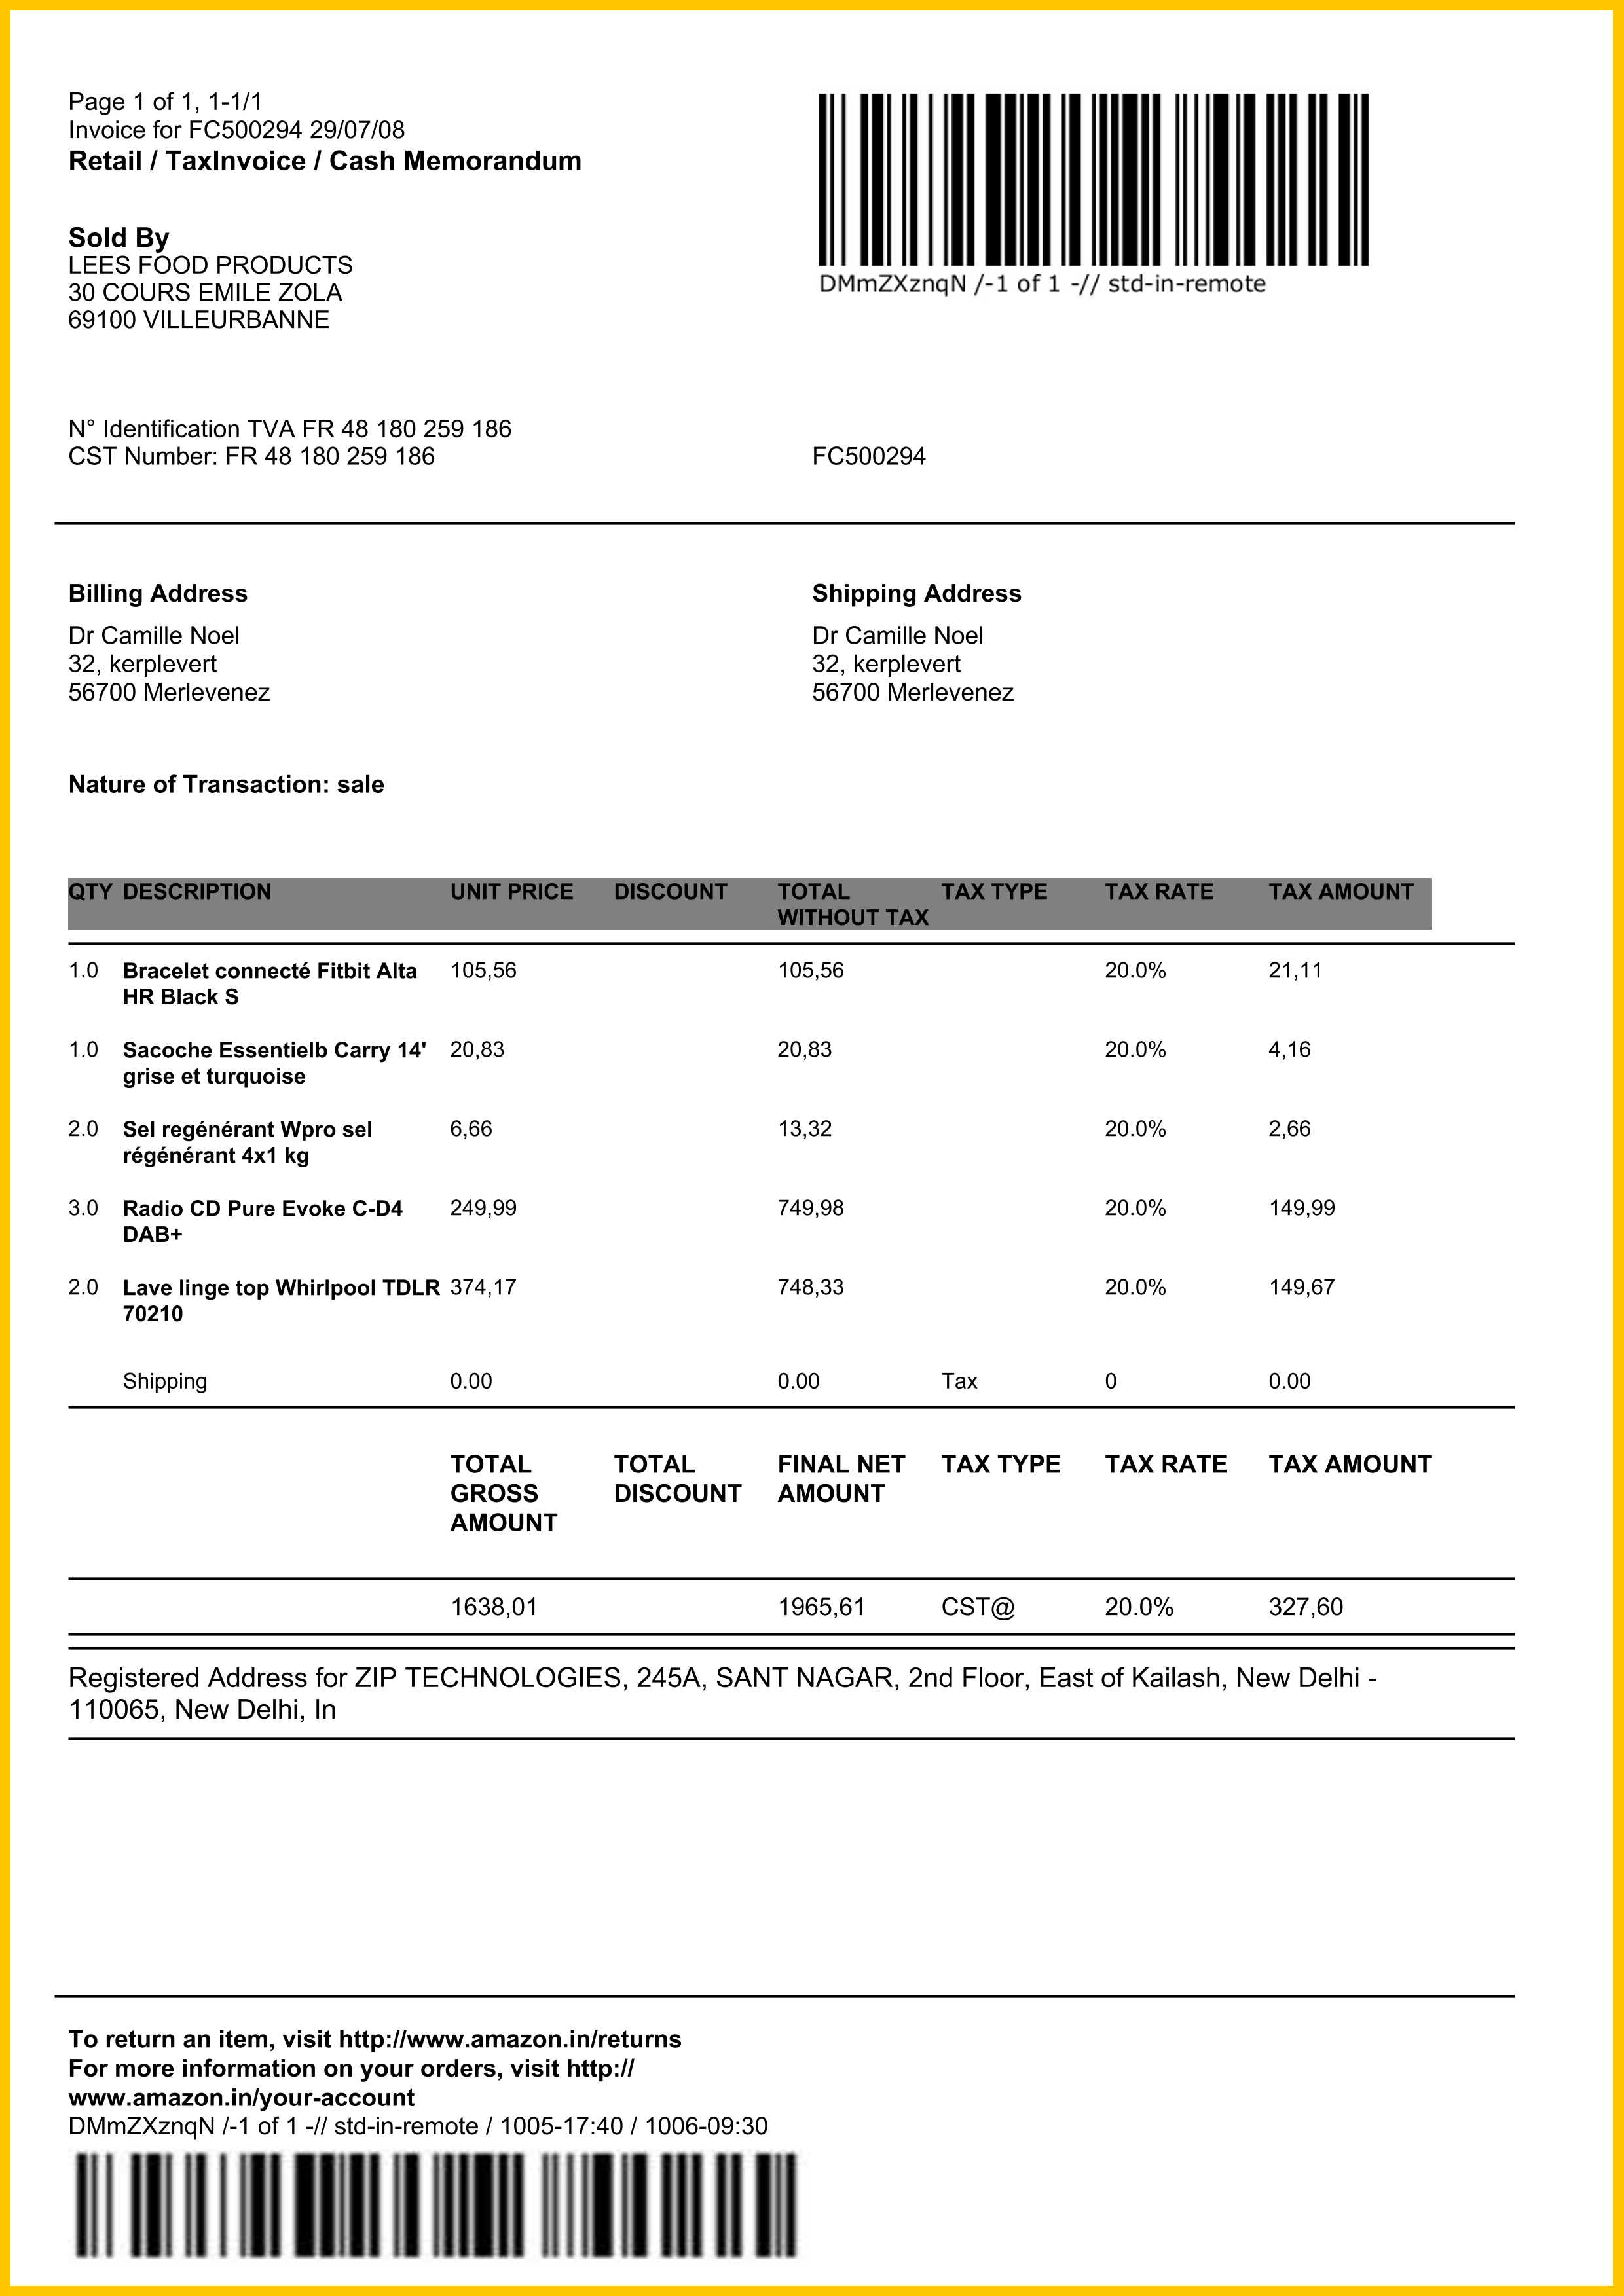 Page 1 of 1, 1-1/1
Invoice for FC500294 29/07/08
Retail / TaxInvoice / Cash Memorandum
DMmZXznqN /-1 of 1 -// std-in-remote
Sold By
LEES FOOD PRODUCTS
30 COURS EMILE ZOLA
69100 VILLEURBANNE
N° Identification TVA FR 48 180 259 186
CST Number: FR 48 180 259 186 FC500294
Billing Address
Dr Camille Noel
32, kerplevert
56700 Merlevenez
Shipping Address
Dr Camille Noel
32, kerplevert
56700 Merlevenez
Nature of Transaction: sale
QTY DESCRIPTION UNIT PRICE DISCOUNT TOTAL TAX TYPE TAX RATE TAX AMOUNT
WITHOUT TAX
1.0 Bracelet connecté Fitbit Alta 105,56 105,56 20.0% 21,11
HR Black S
1.0 Sacoche Essentielb Carry 14' 20,83 20,83 20.0% 4,16
grise et turquoise
2.0 Sel regénérant Wpro sel 6,66 13,32 20.0% 2,66
régénérant 4x1 kg
3.0 Radio CD Pure Evoke C-D4 249,99 749,98 20.0% 149,99
DAB+
2.0 Lave linge top Whirlpool TDLR 374,17 748,33 20.0% 149,67
70210
Shipping 0.00 0.00 Tax 0 0.00
TOTAL TOTAL FINAL NET TAX TYPE TAX RATE TAX AMOUNT
GROSS DISCOUNT AMOUNT
AMOUNT
1638,01 1965,61 CST@ 20.0% 327,60
Registered Address for ZIP TECHNOLOGIES, 245A, SANT NAGAR, 2nd Floor, East of Kailash, New Delhi -
110065, New Delhi, In
To return an item, visit http://www.amazon.in/returns
For more information on your orders, visit http://
www.amazon.in/your-account
DMmZXznqN /-1 of 1 -// std-in-remote / 1005-17:40 / 1006-09:30